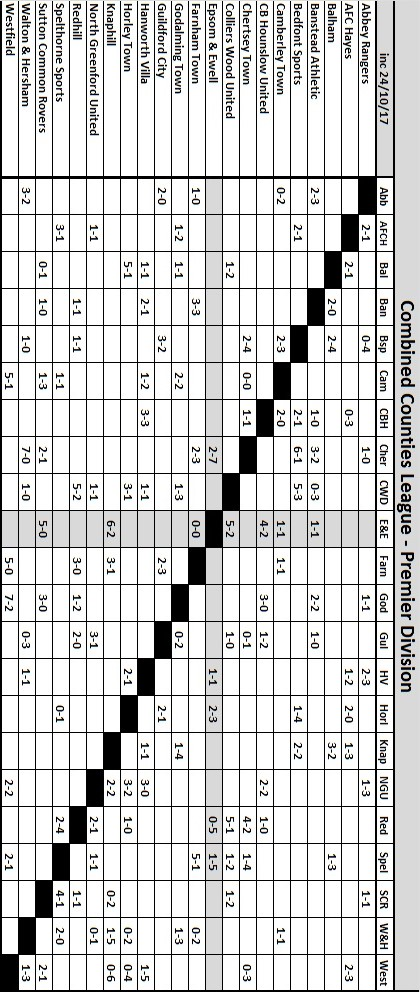 Combined Counties League - Premier Division
inc 24/10/17 Abb AFCH Bal Ban Bsp Cam CBH Cher CWD E&E Farn God Gul HV Horl Knap NGU Red Spel SCR W&H West
Abbey Rangers 2-1 0-4 1-0 1-1 2-3 1-3 1-1
AFC Hayes 2-1 0-3 1-2 2-0 1-3 2-3
Balham 2-0 2-4 3-2 1-3
Banstead Athletic 2-3 1-0 3-2 0-3 1-1 2-2 1-0
Bedfont Sports 2-1 2-1 6-1 5-3 1-4 2-2
Camberley Town 0-2 2-3 2-0 1-1 1-1 1-1
CB Hounslow United 4-2 3-0 1-2 2-2 1-0
Chertsey Town 2-4 0-0 1-1 0-1 4-2 1-4 0-3
Colliers Wood United 1-2 5-2 1-0 5-1 1-2 1-2
Epsom & Ewell 2-7 1-1 2-3 0-5 1-5
Farnham Town 1-0 3-3 2-3 0-0 5-1 0-2
Godalming Town 1-2 1-1 2-2 1-3 0-2 1-4 1-3
Guildford City 2-0 3-2 2-3 2-1
Hanworth Villa 1-1 2-1 1-2 3-3 1-1 1-1 3-0 1-5
Horley Town 5-1 3-1 2-1 3-2 1-0 0-2 0-4
Knaphill 6-2 3-1 2-2 0-2 1-5 0-6
North Greenford United 1-1 1-1 3-1 2-1 1-1 0-1
Redhill 1-1 1-1 5-2 3-0 1-2 2-0 1-1
Spelthorne Sports 3-1 1-1 0-1 2-4 4-1 2-0
Sutton Common Rovers 0-1 1-0 1-3 2-1 5-0 3-0 2-1
Walton & Hersham 3-2 1-0 7-0 1-0 0-3 1-1 1-3
Westfield 5-1 5-0 7-2 2-2 2-1